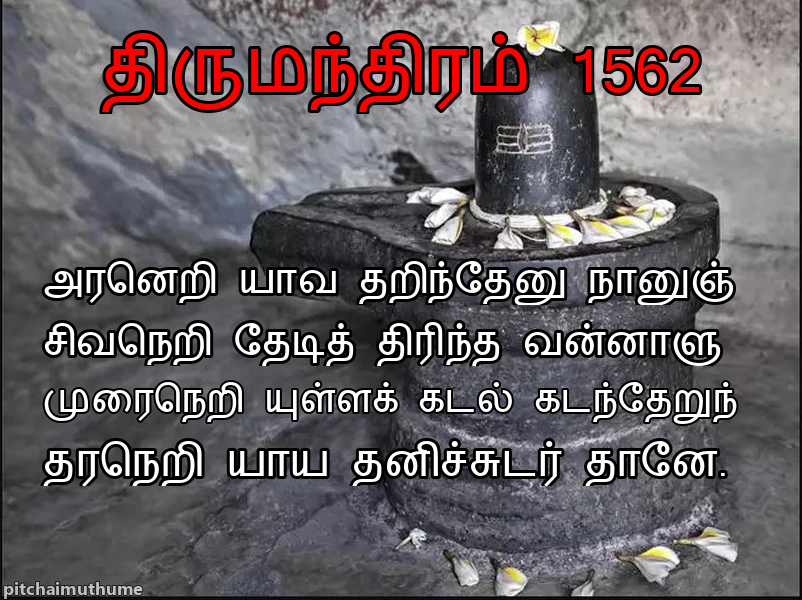 திருமந்திரம் 1562
அரனெறி யாவ தறிந்தேனு நானுஞ்
சிவநெறி தேடித் திரிந்த வன்னாளு
முரைநெறி யுள்ளக் கடல் கடந்தேறுந்
தரநெறி யாய தனிச்சுடர் தானே.
pitchaimuthume